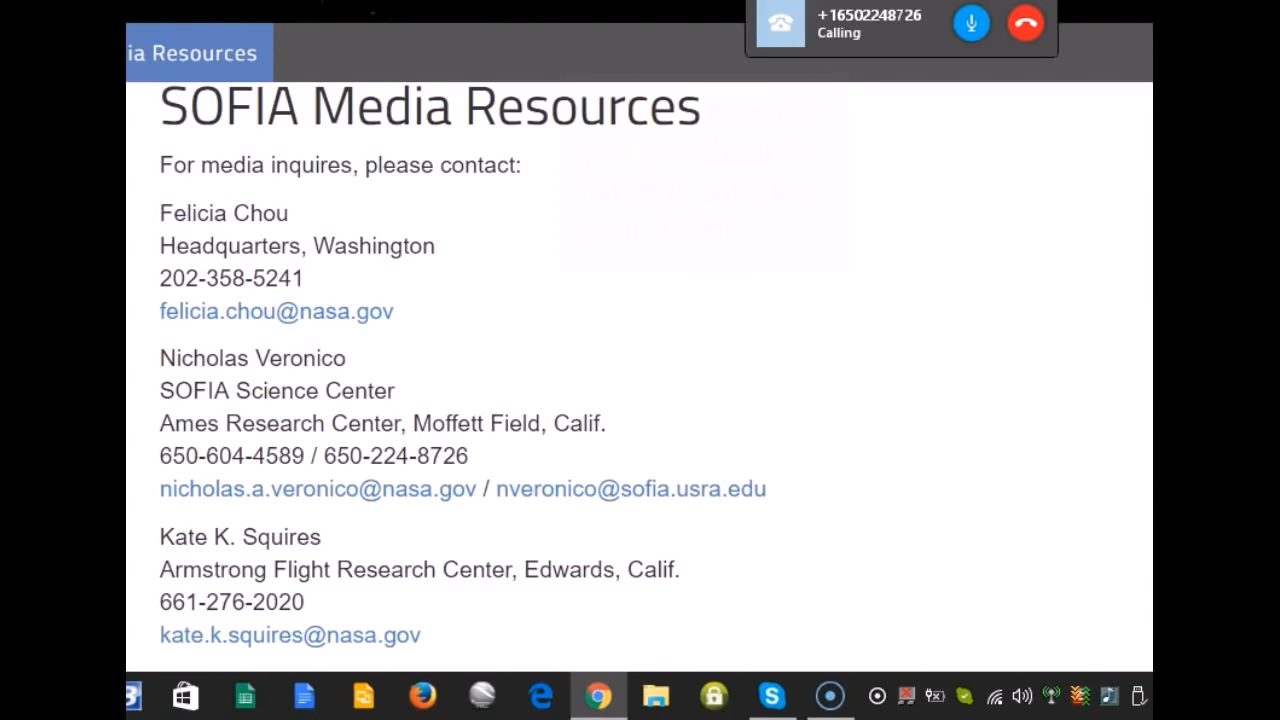 +16502248726
Calling
ia Resources
SOFIA Media Resources
For media inquires, please contact:
Felicia Chou
Headquarters, Washington
202-358-5241
felicia.chou@nasa.gov
Nicholas Veronico
SOFIA Science Center
Ames Research Center, Moffett Field, Calif.
650-604-4589 / 650-224-8726
nicholas.a.veronico@nasa.gov / nveronico@sofia.usra.edu
Kate K. Squires
Armstrong Flight Research Center, Edwards, Calif.
661-276-2020
kate.k.squires@nasa.gov